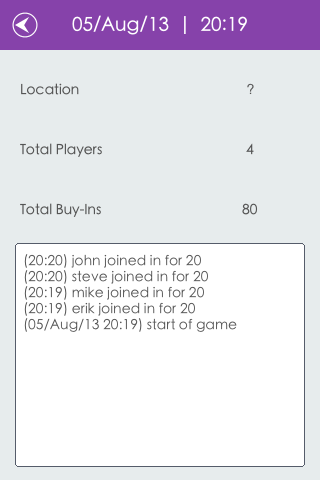 05/Aug/13 | 20:19
Location ?
Total Players 4
Total Buy-Ins 80
(20:20) john joined in for 20
(20:20) steve joined in for 20
(20:19) mike joined in for 20
(20:19) erik joined in for 20
(05/Aug/13 20:19) start of game